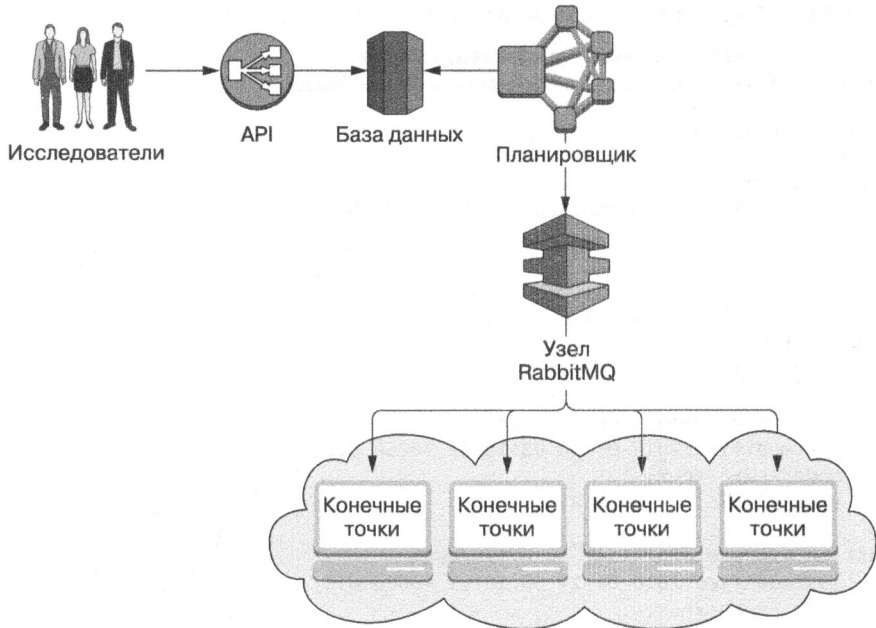 Исследователи
API
База данных
Планировщик
Узел
RabbitMQ
Конечные
точки
Конечные
точки
Конечные
точки
Конечные
точки